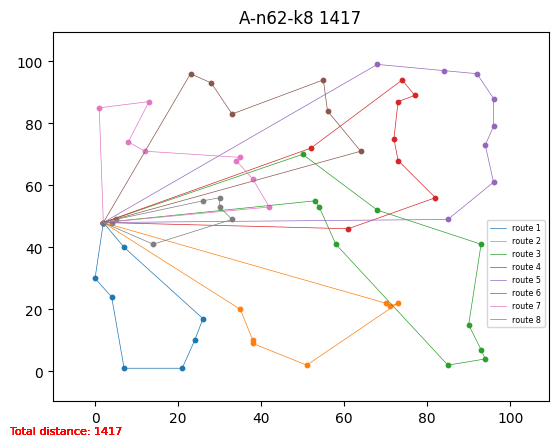 A-n62-k8 1417
100
80
60
40
20
0
0 20 40 60 80 100
route 1
route 2
route 3
route 4
route 5
route 6
route 7
route 8
Total distance: 1417